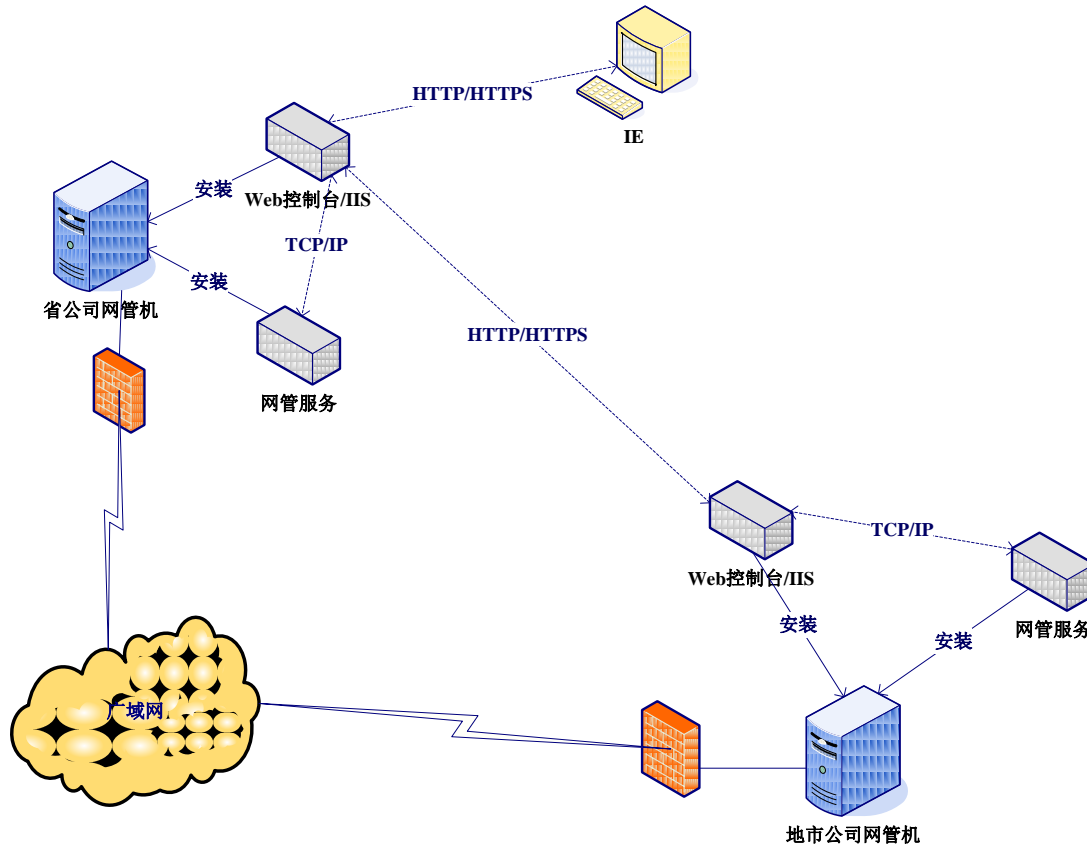 HTTP/HTTPS
IE
安装
Web控制台/IIS
TCP/IP
安装
省公司网管机
HTTP/HTTPS
网管服务
TCP/IP
Web控制台/IIS
安装
安装
网管服务
广域网
地市公司网管机